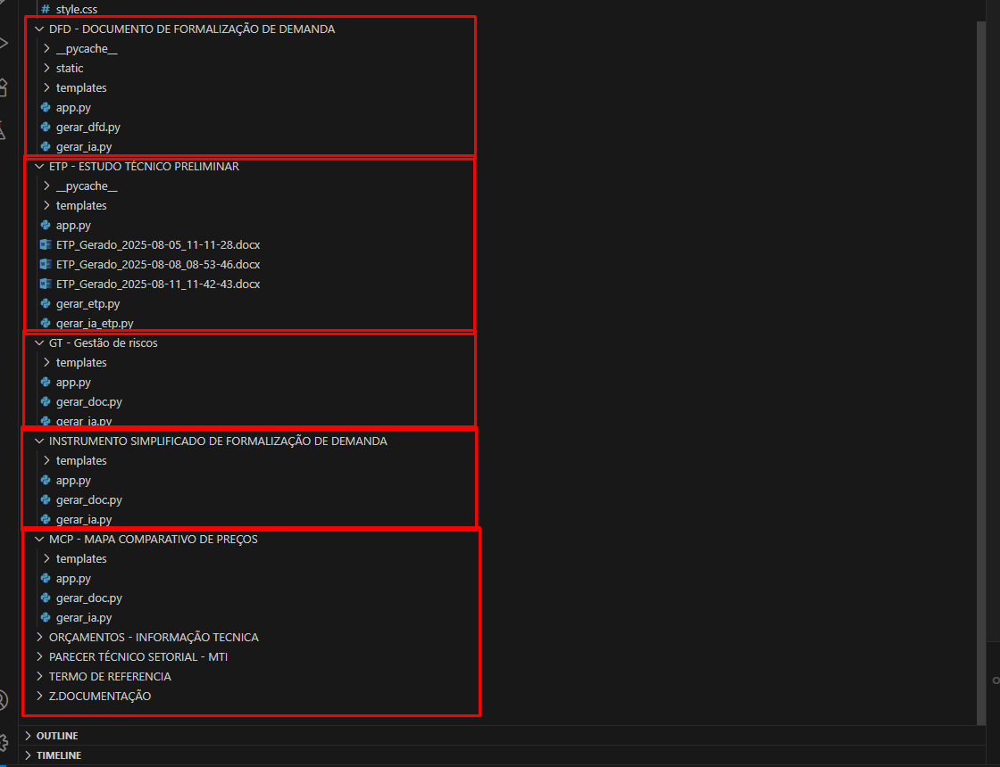 # style.css
DFD - DOCUMENTO DE FORMALIZAÇÃO DE DEMANDA
__pycache__
static
templates
app.py
gerar_dfd.py
gerar_ia.py
ETP - ESTUDO TÉCNICO PRELIMINAR
__pycache__
templates
app.py
ETP_Gerado_2025-08-05_11-11-28.docx
ETP_Gerado_2025-08-08_08-53-46.docx
ETP_Gerado_2025-08-11_11-42-43.docx
gerar_etp.py
gerar_ia_etp.py
GT - Gestão de riscos
templates
app.py
gerar_doc.py
gerar_ia.py
INSTRUMENTO SIMPLIFICADO DE FORMALIZAÇÃO DE DEMANDA
templates
app.py
gerar_doc.py
gerar_ia.py
MCP - MAPA COMPARATIVO DE PREÇOS
templates
app.py
gerar_doc.py
gerar_ia.py
ORÇAMENTOS - INFORMAÇÃO TECNICA
PARECER TÉCNICO SETORIAL - MTI
TERMO DE REFERENCIA
Z.DOCUMENTAÇÃO
OUTLINE
TIMELINE